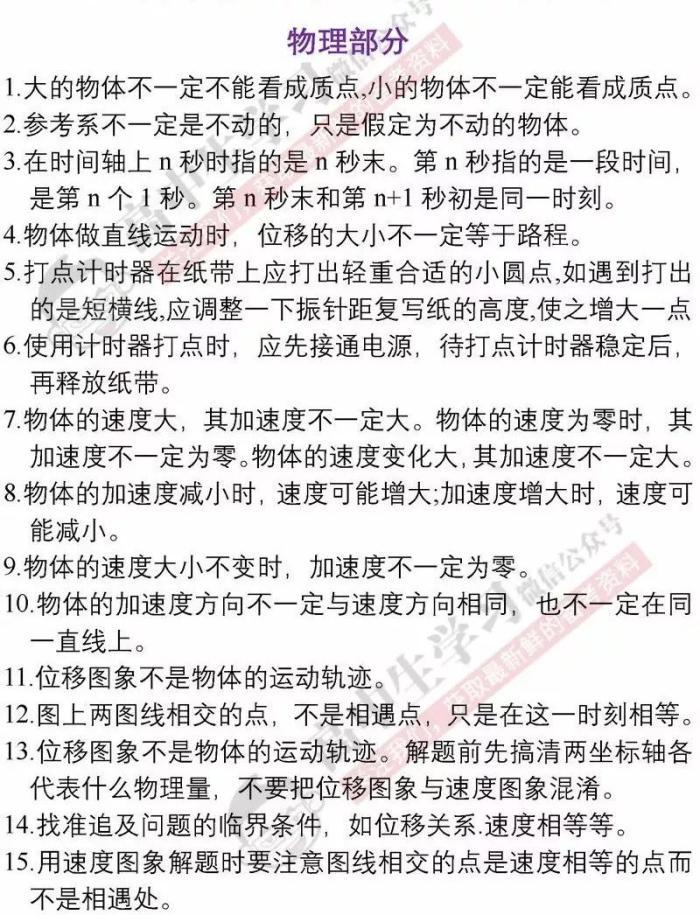 物理部分
1.大的物体不一定不能看成质点,小的物体不一定能看成质点。
2.参考系不一定是不动的，只是假定为不动的物体。
3.在时间轴上 n 秒时指的是 n 秒末。第 n 秒指的是一段时间，
是第 n 个 1 秒。第 n 秒末和第 n+1 秒初是同一时刻。
4.物体做直线运动时，位移的大小不一定等于路程。
5.打点计时器在纸带上应打出轻重合适的小圆点,如遇到打出
的是短横线,应调整一下振针距复写纸的高度,使之增大一点
6.使用计时器打点时，应先接通电源，待打点计时器稳定后，
再释放纸带。
7.物体的速度大，其加速度不一定大。物体的速度为零时，其
加速度不一定为零。物体的速度变化大,其加速度不一定大。
8.物体的加速度减小时,速度可能增大;加速度增大时，速度可
能减小。
9.物体的速度大小不变时，加速度不一定为零。
10.物体的加速度方向不一定与速度方向相同，也不一定在同
一直线上。
11.位移图象不是物体的运动轨迹。
12.图上两图线相交的点，不是相遇点，只是在这一时刻相等。
13.位移图象不是物体的运动轨迹。解题前先搞清两坐标轴各
代表什么物理量，不要把位移图象与速度图象混淆。
14.找准追及问题的临界条件，如位移关系.速度相等等。
15.用速度图象解题时要注意图线相交的点是速度相等的点而
不是相遇处。
高中生学习 微信公众号
获取最新鲜的备考资料